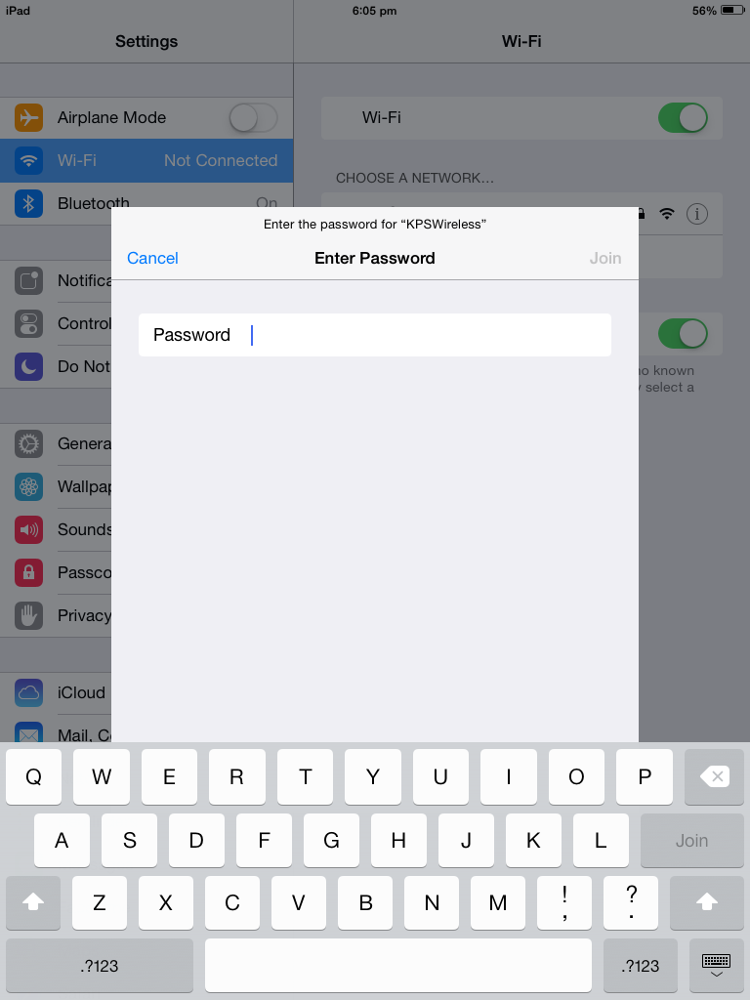 iPad 6:05 pm 56%
Settings Wi-Fi
Airplane Mode Wi-Fi
Wi-Fi Not Connected
CHOOSE A NETWORK...
Bluetooth On
Enter the password for “KPSWireless”
Cancel Enter Password Join
Notifica
Password
Control
Do Not
no known
select a
Genera
Wallpap
Sounds
Passco
Privacy
iCloud
Mail, C
Q W E R T Y U I O P
A S D F G H J K L Join
Z X C V B N M ! , ? .
.?123 .?123